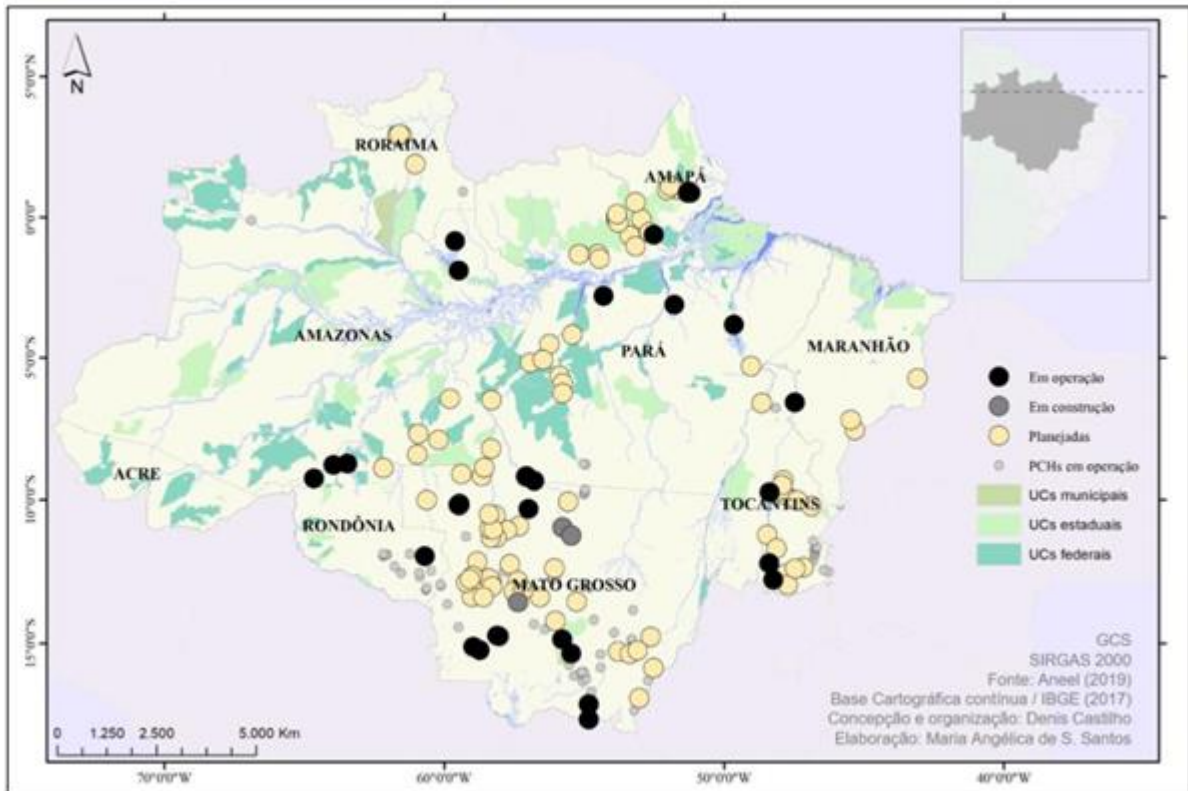 N
5°0'0"N
0°0'0"
5°0'0"S
10°0'0"S
15°0'0"S
RORAIMA
AMAPÁ
AMAZONAS
PARÁ
MARANHÃO
ACRE
RONDÔNIA
TOCANTINS
MATO GROSSO
Em operação
Em construção
Planejadas
PCHs em operação
UCs municipais
UCs estaduais
UCs federais
GCS
SIRGAS 2000
Fonte: Aneel (2019)
Base Cartográfica contínua / IBGE (2017)
Concepção e organização: Denis Castilho
Elaboração: Maria Angélica de S. Santos
0 1.250 2.500 5.000 Km
70°0'0"W 60°0'0"W 50°0'0"W 40°0'0"W